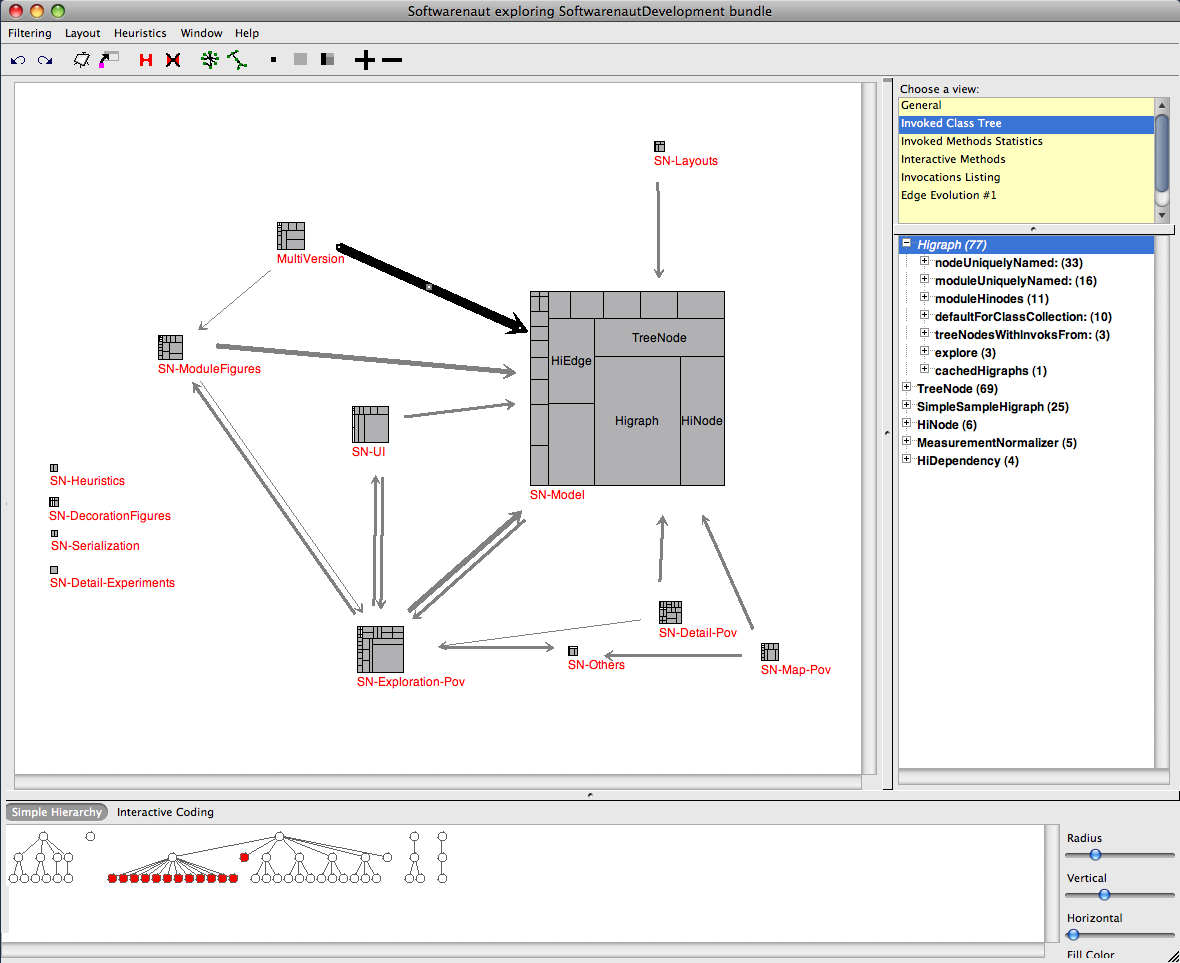 Softwarenaut exploring SoftwarenautDevelopment bundle
Filtering Layout Heuristics Window Help
Choose a view:
General
Invoked Class Tree
Invoked Methods Statistics
Interactive Methods
Invocations Listing
Edge Evolution #1
Higraph (77)
nodeUniquelyNamed: (33)
moduleUniquelyNamed: (16)
moduleHinodes (11)
defaultForClassCollection: (10)
treeNodesWithInvoksFrom: (3)
explore (3)
cachedHigraphs (1)
TreeNode (69)
SimpleSampleHigraph (25)
HiNode (6)
MeasurementNormalizer (5)
HiDependency (4)
SN-Layouts
MultiVersion
TreeNode
HiEdge
SN-ModuleFigures
Higraph
HiNode
SN-UI
SN-Heuristics
SN-Model
SN-DecorationFigures
SN-Serialization
SN-Detail-Experiments
SN-Detail-Pov
SN-Others
SN-Map-Pov
SN-Exploration-Pov
Simple Hierarchy Interactive Coding
Radius
Vertical
Horizontal
Fill Color